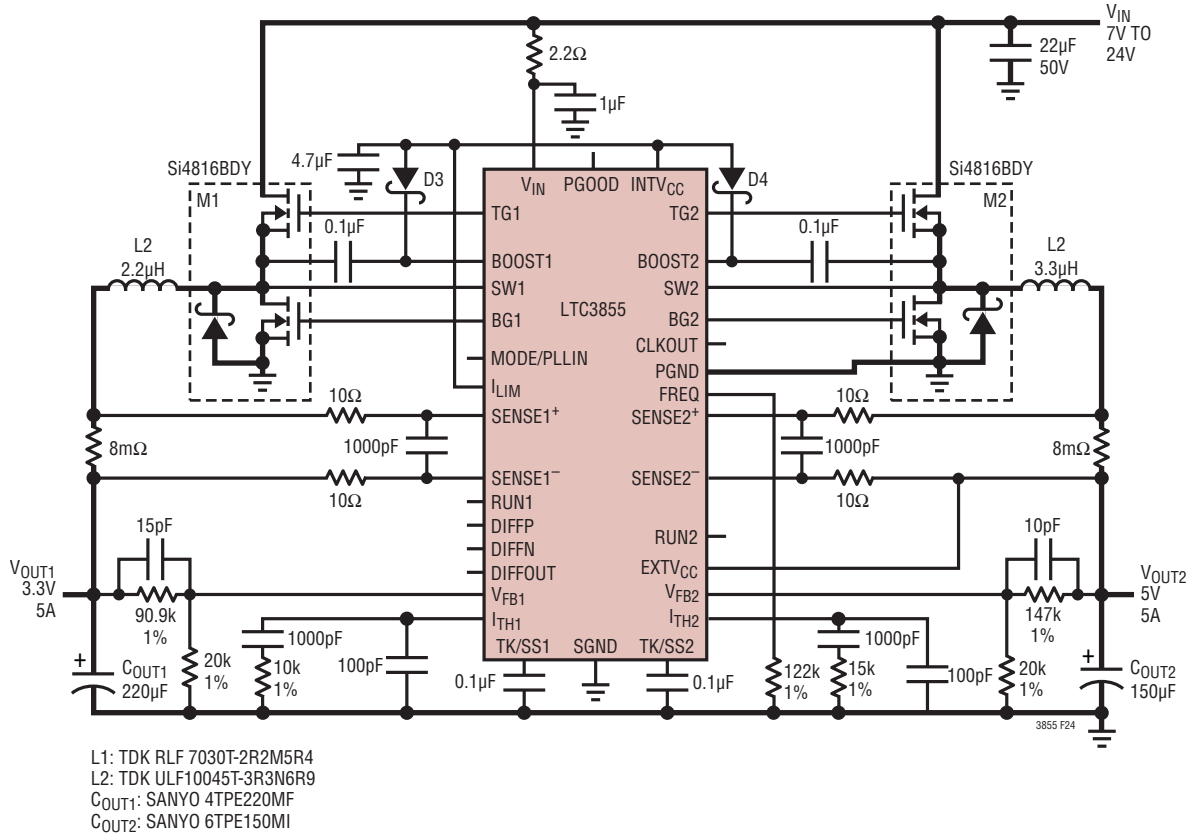 VIN
7V TO
24V
2.2Ω
22µF
50V
1µF
4.7µF
D3
D4
Si4816BDY
Si4816BDY
M1
M2
VIN PGOOD INTVCC
TG1
TG2
0.1µF
0.1µF
L2
2.2µH
L2
3.3µH
BOOST1
BOOST2
SW1
SW2
LTC3855
BG1
BG2
CLKOUT
MODE/PLLIN
PGND
ILIM
FREQ
10Ω
10Ω
SENSE1+
SENSE2+
8mΩ
1000pF
1000pF
8mΩ
SENSE1–
SENSE2–
10Ω
10Ω
RUN1
DIFFP
RUN2
DIFFN
DIFFOUT
EXTVCC
15pF
10pF
VOUT1
3.3V
5A
VOUT2
5V
5A
90.9k
1%
147k
1%
VFB1
VFB2
ITH1
ITH2
1000pF
1000pF
100pF
100pF
TK/SS1 SGND TK/SS2
+
COUT1
220µF
20k
1%
10k
1%
0.1µF
0.1µF
122k
1%
15k
1%
20k
1%
+
COUT2
150µF
3855 F24
L1: TDK RLF 7030T-2R2M5R4
L2: TDK ULF10045T-3R3N6R9
COUT1: SANYO 4TPE220MF
COUT2: SANYO 6TPE150MI